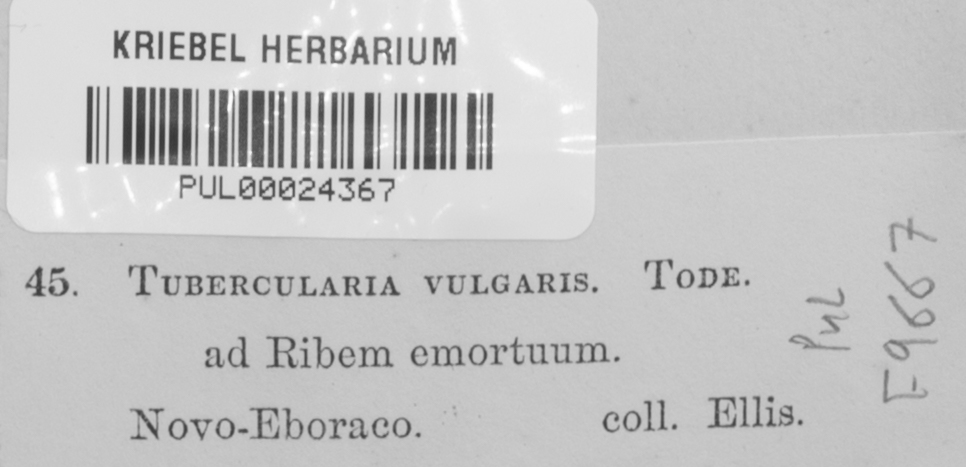 KRIEBEL HERBARIUM
PUL00024367
45. TUBERCULARIA VULGARIS. TODE.
ad Ribem emortuum.
Novo-Eboraco. coll. Ellis.
PUL
F9667